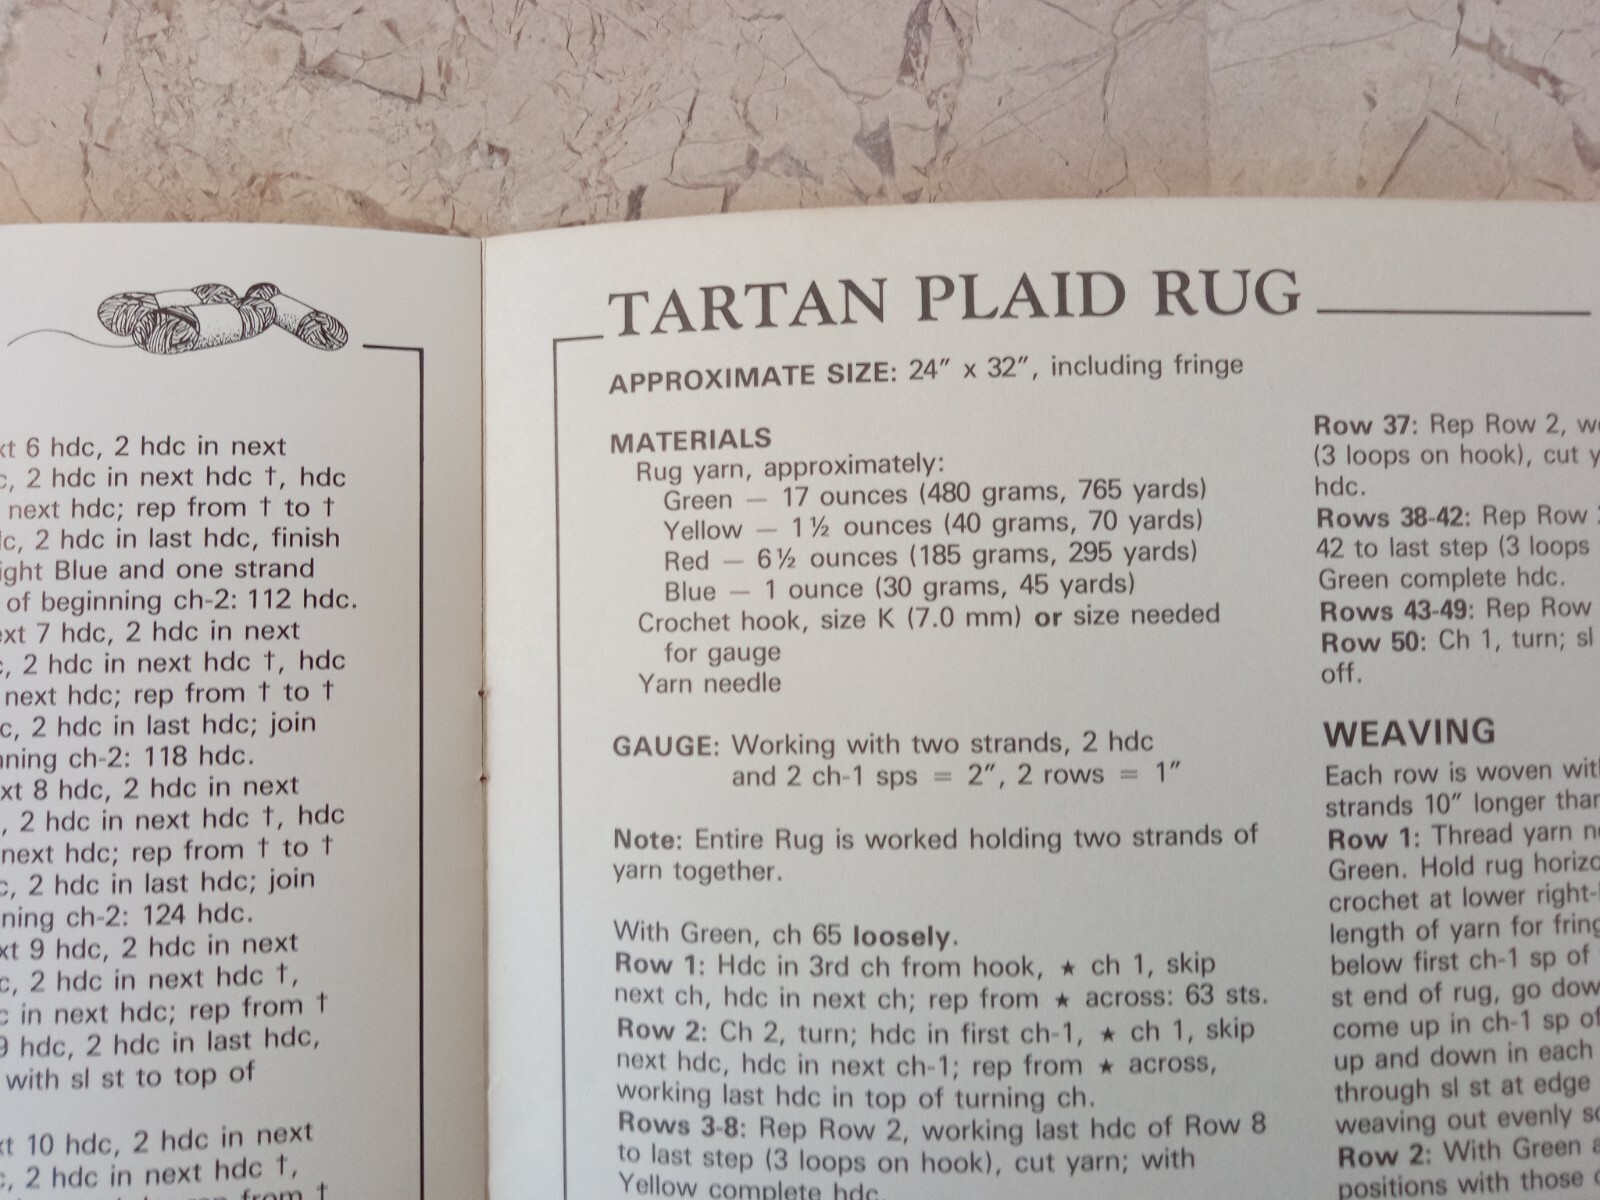 6 hdc, 2 hdc in next
2 hdc in next hdc †, hdc
next hdc; rep from † to †
2 hdc in last hdc, finish
Blue and one strand
of beginning ch-2: 112 hdc.
7 hdc, 2 hdc in next
2 hdc in next hdc †, hdc
next hdc; rep from † to †
2 hdc in last hdc; join
ch-2: 118 hdc.
8 hdc, 2 hdc in next
, 2 hdc in next hdc †, hdc
next hdc; rep from † to †
2 hdc in last hdc; join
ch-2: 124 hdc.
9 hdc, 2 hdc in next
2 hdc in next hdc †,
in next hdc; rep from †
9 hdc, 2 hdc in last hdc,
with sl st to top of
10 hdc, 2 hdc in next
2 hdc in next hdc †,
from †
TARTAN PLAID RUG
APPROXIMATE SIZE: 24" x 32", including fringe
MATERIALS
Rug yarn, approximately:
Green — 17 ounces (480 grams, 765 yards)
Yellow — 1½ ounces (40 grams, 70 yards)
Red — 6½ ounces (185 grams, 295 yards)
Blue — 1 ounce (30 grams, 45 yards)
Crochet hook, size K (7.0 mm) or size needed
for gauge
Yarn needle
GAUGE: Working with two strands, 2 hdc
and 2 ch-1 sps = 2", 2 rows = 1"
Note: Entire Rug is worked holding two strands of
yarn together.
With Green, ch 65 loosely.
Row 1: Hdc in 3rd ch from hook, ★ ch 1, skip
next ch, hdc in next ch; rep from ★ across: 63 sts.
Row 2: Ch 2, turn; hdc in first ch-1, ★ ch 1, skip
next hdc, hdc in next ch-1; rep from ★ across,
working last hdc in top of turning ch.
Rows 3-8: Rep Row 2, working last hdc of Row 8
to last step (3 loops on hook), cut yarn; with
Yellow complete hdc.
Row 37: Rep Row 2,
(3 loops on hook), cut
hdc.
Rows 38-42: Rep Row
42 to last step (3 loops
Green complete hdc.
Rows 43-49: Rep Row
Row 50: Ch 1, turn; sl
off.
WEAVING
Each row is woven
strands 10" longer than
Row 1: Thread yarn
Green. Hold rug
crochet at lower
length of yarn for
below first ch-1 sp of
st end of rug, go
come up in ch-1 sp of
up and down in each
through sl st at edge
weaving out evenly
Row 2: With Green
positions with those